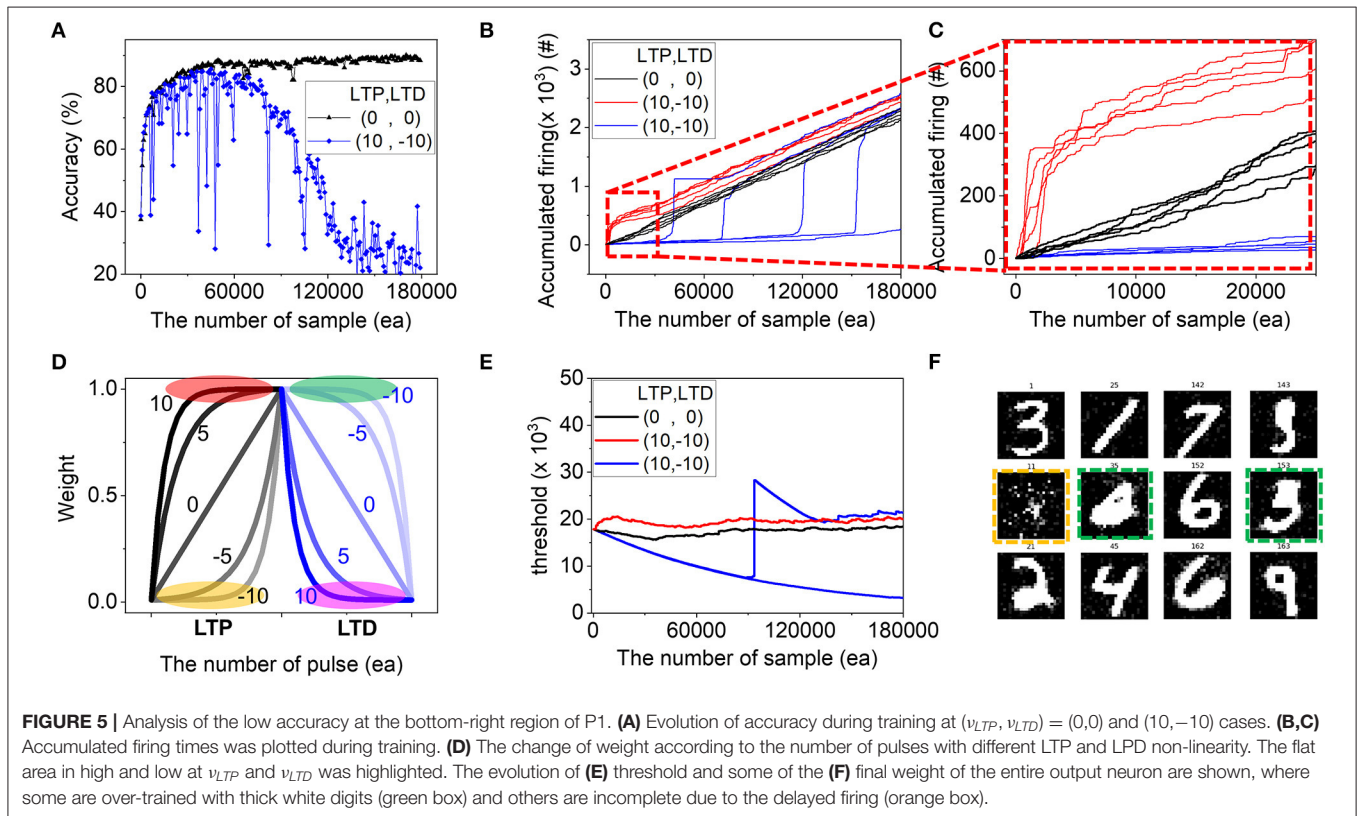 A
Accuracy (%)
80
60
40
20
LTP,LTD
(0 , 0)
(10 , -10)
0 60000 120000 180000
The number of sample (ea)
B
Accumulated firing(x 10³) (#)
3
2
1
0
LTP,LTD
(0 , 0)
(10,-10)
(10,-10)
0 60000 120000 180000
The number of sample (ea)
C
Accumulated firing (#)
600
400
200
0
0 10000 20000
The number of sample (ea)
D
Weight
1.0
0.5
0.0
10
5
0
-5
-10
-10
-5
0
5
10
LTP LTD
The number of pulse (ea)
E
threshold (x 10³)
50
40
30
20
10
0
LTP,LTD
(0 , 0)
(10,-10)
(10,-10)
0 60000 120000 180000
The number of sample (ea)
F
1 25 142 143
11 35 152 153
21 45 162 163
FIGURE 5 | Analysis of the low accuracy at the bottom-right region of P1. (A) Evolution of accuracy during training at (νLTP, νLTD) = (0,0) and (10,−10) cases. (B,C)
Accumulated firing times was plotted during training. (D) The change of weight according to the number of pulses with different LTP and LPD non-linearity. The flat
area in high and low at νLTP and νLTD was highlighted. The evolution of (E) threshold and some of the (F) final weight of the entire output neuron are shown, where
some are over-trained with thick white digits (green box) and others are incomplete due to the delayed firing (orange box).